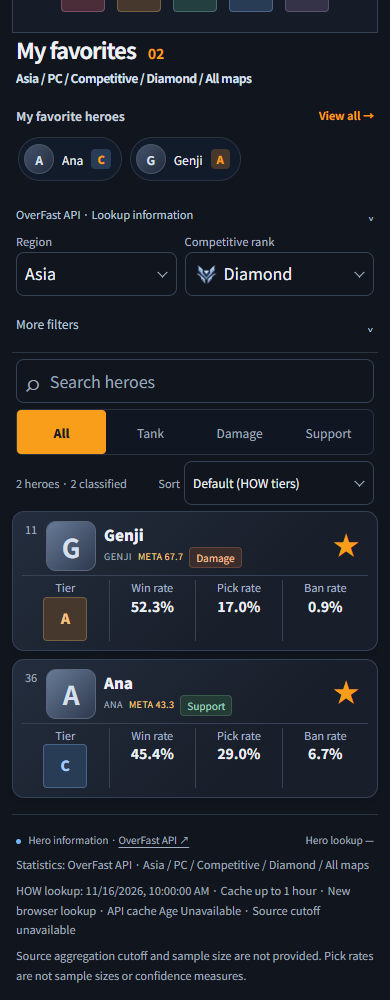 My favorites 02
Asia / PC / Competitive / Diamond / All maps
My favorite heroes
View all →
A Ana C
G Genji A
OverFast API · Lookup information
Region
Competitive rank
Asia
Diamond
More filters
Search heroes
All
Tank
Damage
Support
2 heroes · 2 classified
Sort
Default (HOW tiers)
11
G
Genji
GENJI META 67.7 Damage
★
Tier
Win rate
Pick rate
Ban rate
A
52.3%
17.0%
0.9%
36
A
Ana
ANA META 43.3 Support
★
Tier
Win rate
Pick rate
Ban rate
C
45.4%
29.0%
6.7%
Hero information · OverFast API ↗
Hero lookup —
Statistics: OverFast API · Asia / PC / Competitive / Diamond / All maps
HOW lookup: 11/16/2026, 10:00:00 AM · Cache up to 1 hour · New
browser lookup · API cache Age Unavailable · Source cutoff
unavailable
Source aggregation cutoff and sample size are not provided. Pick rates
are not sample sizes or confidence measures.